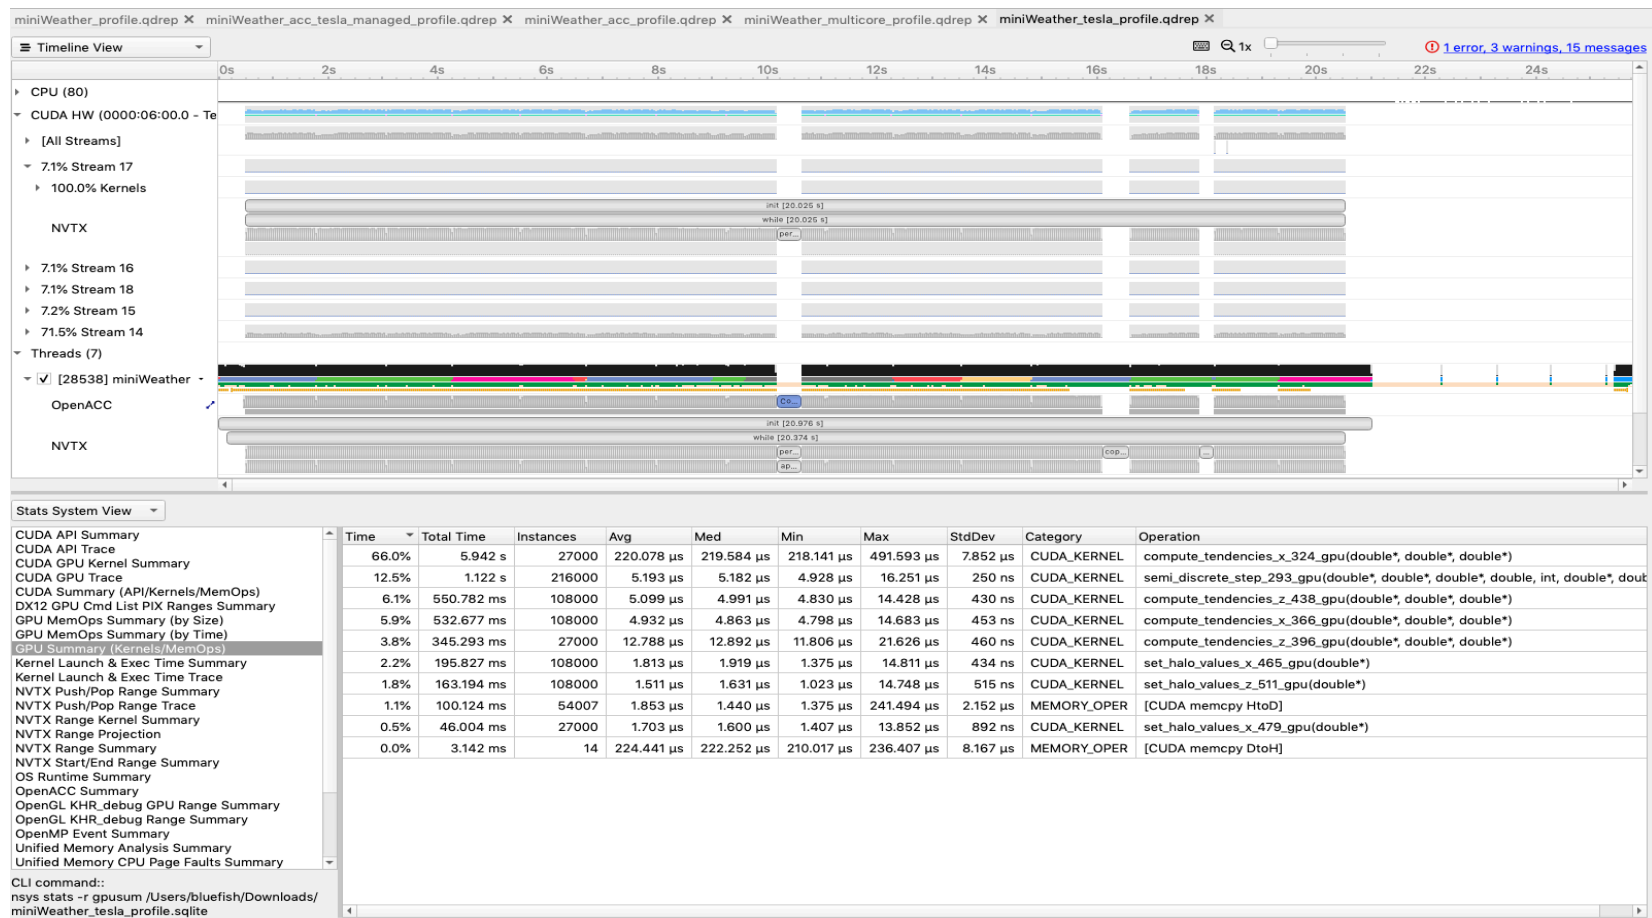 miniWeather_profile.qdrep ✕ miniWeather_acc_tesla_managed_profile.qdrep ✕ miniWeather_acc_profile.qdrep ✕ miniWeather_multicore_profile.qdrep ✕ miniWeather_tesla_profile.qdrep ✕
Timeline View 1x 1 error, 3 warnings, 15 messages
0s 2s 4s 6s 8s 10s 12s 14s 16s 18s 20s 22s 24s
CPU (80)
CUDA HW (0000:06:00.0 - Te
[All Streams]
7.1% Stream 17
100.0% Kernels
init [20.025 s]
while [20.025 s]
NVTX
per...
7.1% Stream 16
7.1% Stream 18
7.2% Stream 15
71.5% Stream 14
Threads (7)
[28538] miniWeather
OpenACC Co...
init [20.976 s]
while [20.374 s]
NVTX
per... cop... ...
ap...
Stats System View
CUDA API Summary
CUDA API Trace
CUDA GPU Kernel Summary
CUDA GPU Trace
CUDA Summary (API/Kernels/MemOps)
DX12 GPU Cmd List PIX Ranges Summary
GPU MemOps Summary (by Size)
GPU MemOps Summary (by Time)
GPU Summary (Kernels/MemOps)
Kernel Launch & Exec Time Summary
Kernel Launch & Exec Time Trace
NVTX Push/Pop Range Summary
NVTX Push/Pop Range Trace
NVTX Range Kernel Summary
NVTX Range Projection
NVTX Range Summary
NVTX Start/End Range Summary
OS Runtime Summary
OpenACC Summary
OpenGL KHR_debug GPU Range Summary
OpenGL KHR_debug Range Summary
OpenMP Event Summary
Unified Memory Analysis Summary
Unified Memory CPU Page Faults Summary
CLI command::
nsys stats -r gpusum /Users/bluefish/Downloads/
miniWeather_tesla_profile.sqlite
Time Total Time Instances Avg Med Min Max StdDev Category Operation
66.0% 5.942 s 27000 220.078 μs 219.584 μs 218.141 μs 491.593 μs 7.852 μs CUDA_KERNEL compute_tendencies_x_324_gpu(double*, double*, double*)
12.5% 1.122 s 216000 5.193 μs 5.182 μs 4.928 μs 16.251 μs 250 ns CUDA_KERNEL semi_discrete_step_293_gpu(double*, double*, double*, double, int, double*, doub
6.1% 550.782 ms 108000 5.099 μs 4.991 μs 4.830 μs 14.428 μs 430 ns CUDA_KERNEL compute_tendencies_z_438_gpu(double*, double*, double*)
5.9% 532.677 ms 108000 4.932 μs 4.863 μs 4.798 μs 14.683 μs 453 ns CUDA_KERNEL compute_tendencies_x_366_gpu(double*, double*, double*)
3.8% 345.293 ms 27000 12.788 μs 12.892 μs 11.806 μs 21.626 μs 460 ns CUDA_KERNEL compute_tendencies_z_396_gpu(double*, double*, double*)
2.2% 195.827 ms 108000 1.813 μs 1.919 μs 1.375 μs 14.811 μs 434 ns CUDA_KERNEL set_halo_values_x_465_gpu(double*)
1.8% 163.194 ms 108000 1.511 μs 1.631 μs 1.023 μs 14.748 μs 515 ns CUDA_KERNEL set_halo_values_z_511_gpu(double*)
1.1% 100.124 ms 54007 1.853 μs 1.440 μs 1.375 μs 241.494 μs 2.152 μs MEMORY_OPER [CUDA memcpy HtoD]
0.5% 46.004 ms 27000 1.703 μs 1.600 μs 1.407 μs 13.852 μs 892 ns CUDA_KERNEL set_halo_values_x_479_gpu(double*)
0.0% 3.142 ms 14 224.441 μs 222.252 μs 210.017 μs 236.407 μs 8.167 μs MEMORY_OPER [CUDA memcpy DtoH]